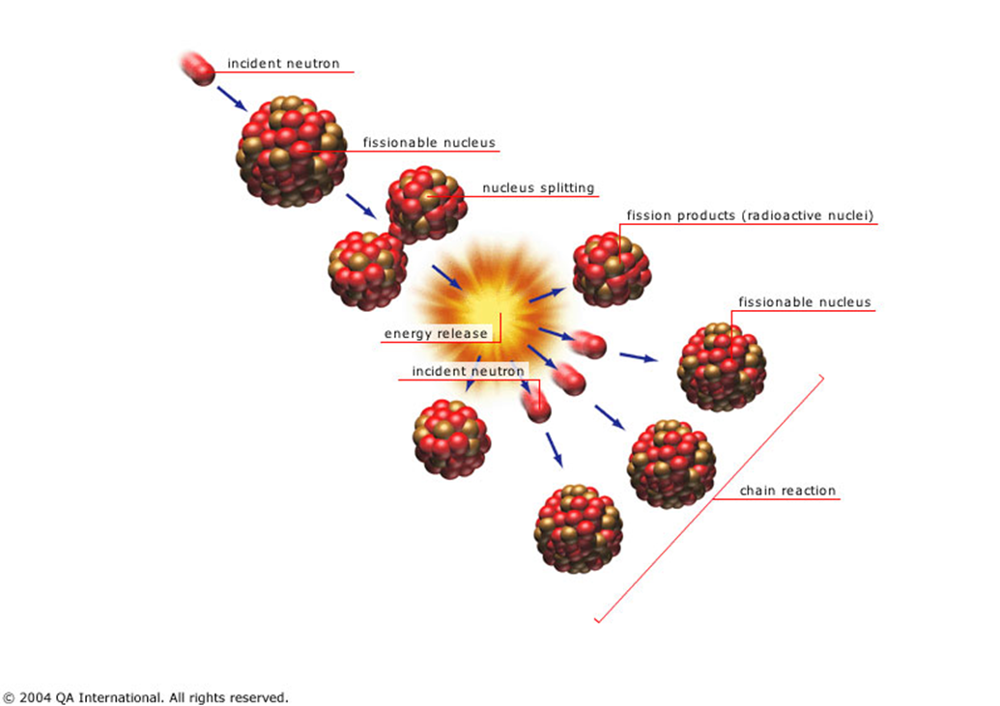 incident neutron
fissionable nucleus
nucleus splitting
fission products (radioactive nuclei)
fissionable nucleus
energy release
incident neutron
chain reaction
© 2004 QA International. All rights reserved.